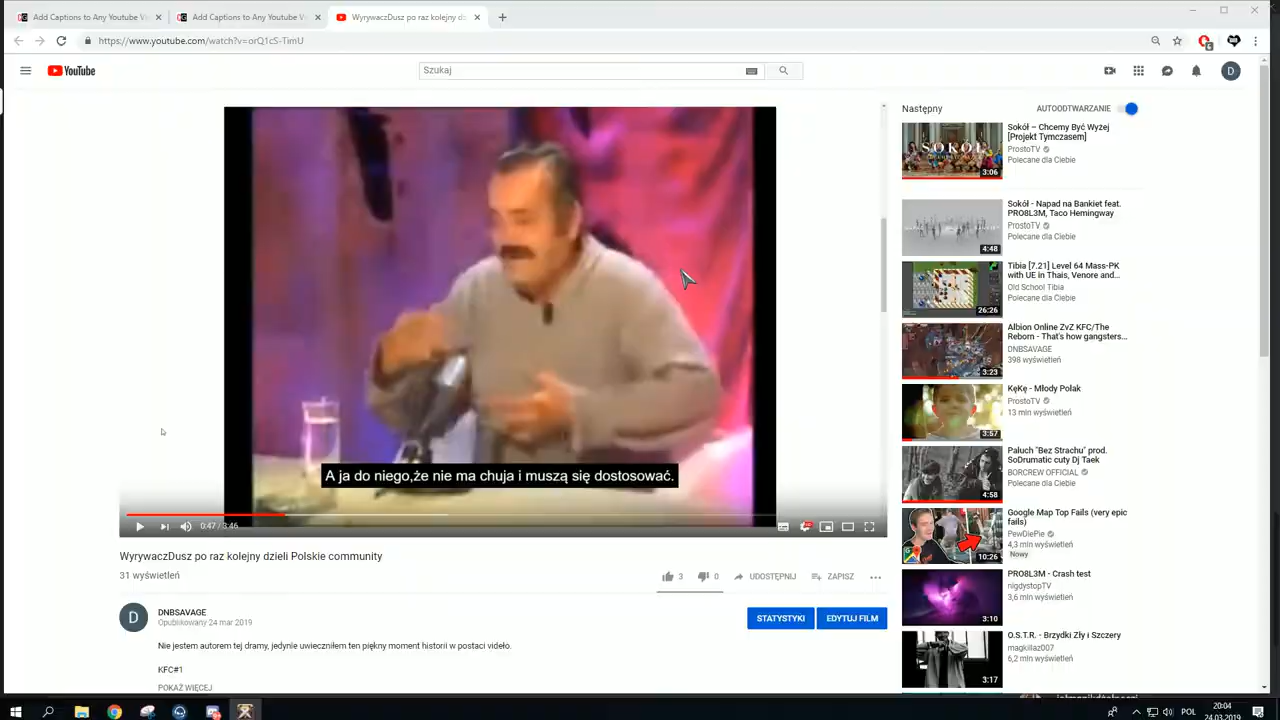 Add Captions to Any Youtube Vi
Add Captions to Any Youtube Vi
WyrywaczDusz po raz kolejny dz
https://www.youtube.com/watch?v=orQ1cS-TimU
YouTube
Szukaj
D
Następny
AUTOODTWARZANIE
SOKÓŁ
3:06
Sokół – Chcemy Być Wyżej
[Projekt Tymczasem]
ProstoTV
Polecane dla Ciebie
4:48
Sokół - Napad na Bankiet feat.
PRO8L3M, Taco Hemingway
ProstoTV
Polecane dla Ciebie
26:26
Tibia [7.21] Level 64 Mass-PK
with UE in Thais, Venore and...
Old School Tibia
Polecane dla Ciebie
3:23
Albion Online ZvZ KFC/The
Reborn - That's how gangsters...
DNBSAVAGE
398 wyświetleń
3:57
KęKę - Młody Polak
ProstoTV
13 mln wyświetleń
4:58
Paluch "Bez Strachu" prod.
SoDrumatic cuty Dj Taek
BORCREW OFFICIAL
Polecane dla Ciebie
10:26
Google Map Top Fails (very epic
fails)
PewDiePie
4,3 mln wyświetleń
Nowy
3:10
PRO8L3M - Crash test
nigdystopTV
3,6 mln wyświetleń
3:17
O.S.T.R. - Brzydki Zły i Szczery
magkillaz007
6,2 mln wyświetleń
A ja do niego,że nie ma chuja i muszą się dostosować.
0:47 / 3:46
WyrywaczDusz po raz kolejny dzieli Polskie community
31 wyświetleń
3
0
UDOSTĘPNIJ
ZAPISZ
D
DNBSAVAGE
Opublikowany 24 mar 2019
STATYSTYKI
EDYTUJ FILM
Nie jestem autorem tej dramy, jedynie uwieczniłem ten piękny moment historii w postaci videło.
KFC#1
POKAŻ WIĘCEJ
POL
20:04
24.03.2019